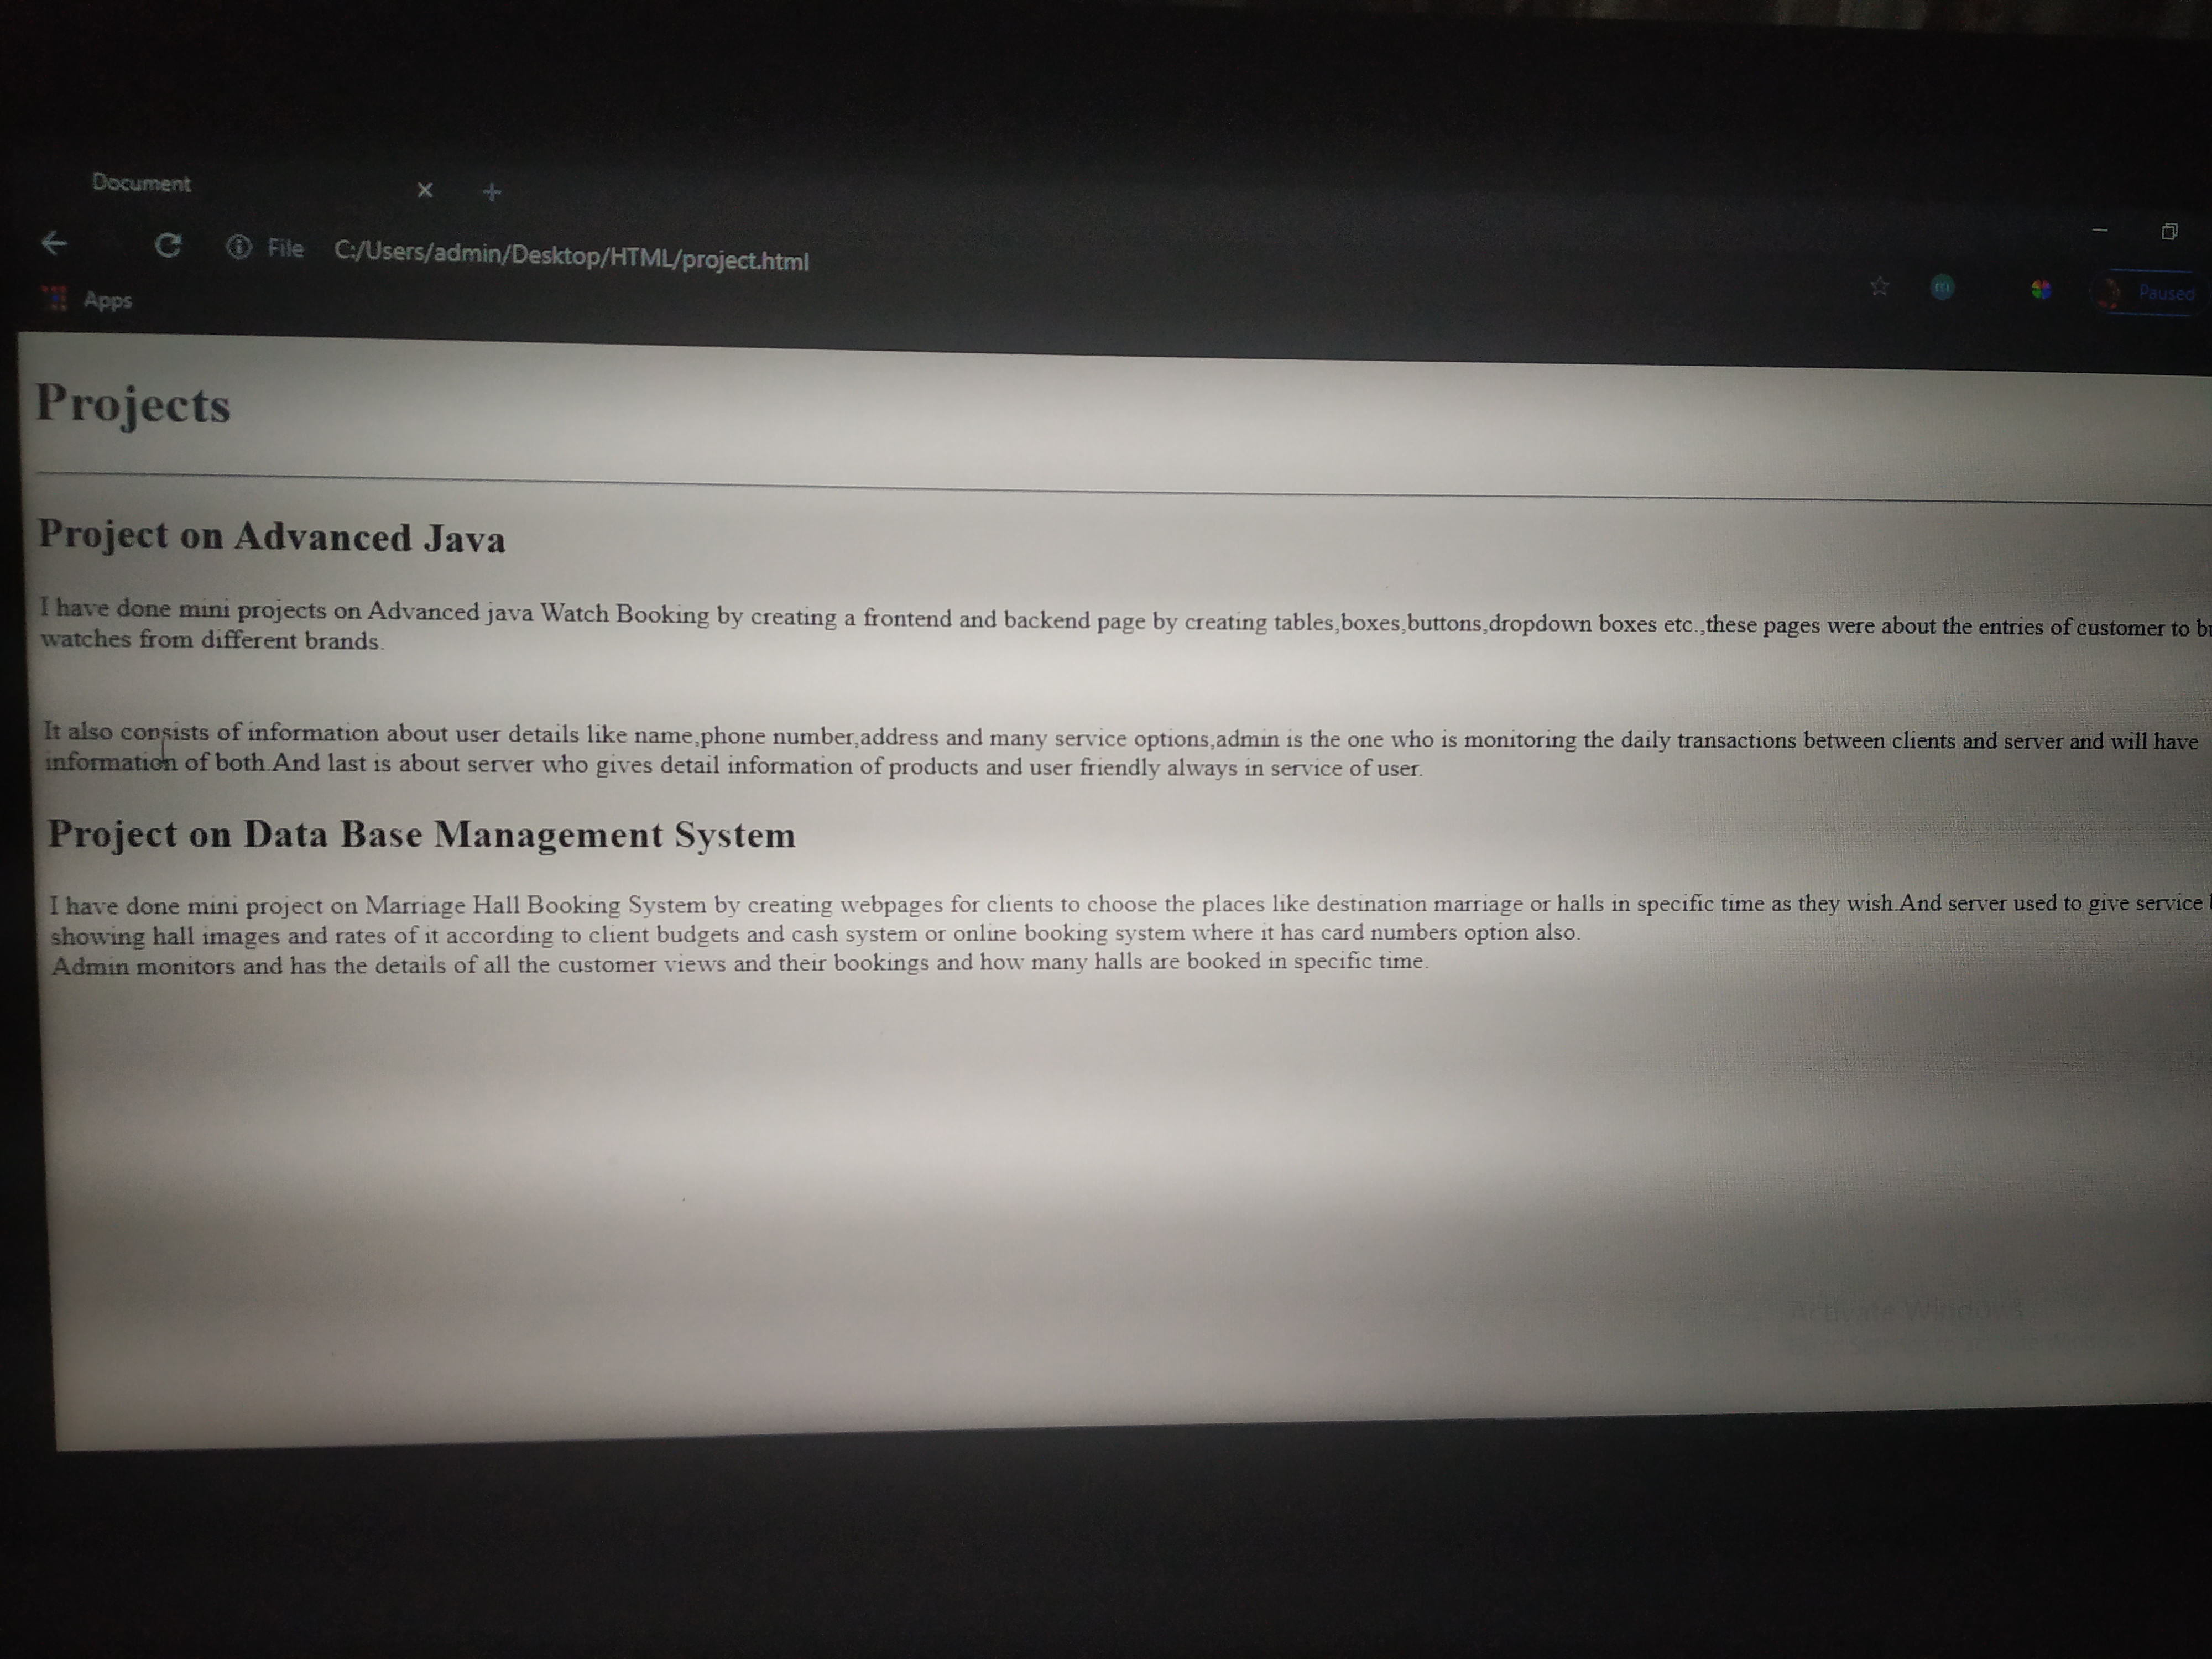 Document
File C:/Users/admin/Desktop/HTML/project.html
Apps
Paused
Projects
Project on Advanced Java
I have done mini projects on Advanced java Watch Booking by creating a frontend and backend page by creating tables,boxes,buttons,dropdown boxes etc.,these pages were about the entries of customer to
watches from different brands.
It also consists of information about user details like name,phone number,address and many service options,admin is the one who is monitoring the daily transactions between clients and server and will have
information of both.And last is about server who gives detail information of products and user friendly always in service of user.
Project on Data Base Management System
I have done mini project on Marriage Hall Booking System by creating webpages for clients to choose the places like destination marriage or halls in specific time as they wish.And server used to give service
showing hall images and rates of it according to client budgets and cash system or online booking system where it has card numbers option also.
Admin monitors and has the details of all the customer views and their bookings and how many halls are booked in specific time.
Activate Windows